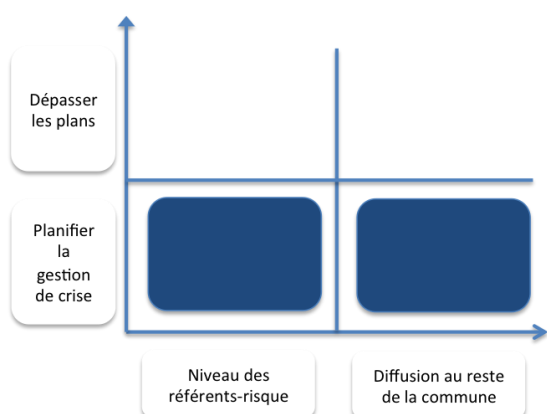 Dépasser
les plans
Planifier
la
gestion
de crise
Niveau des
référents-risque
Diffusion au reste
de la commune